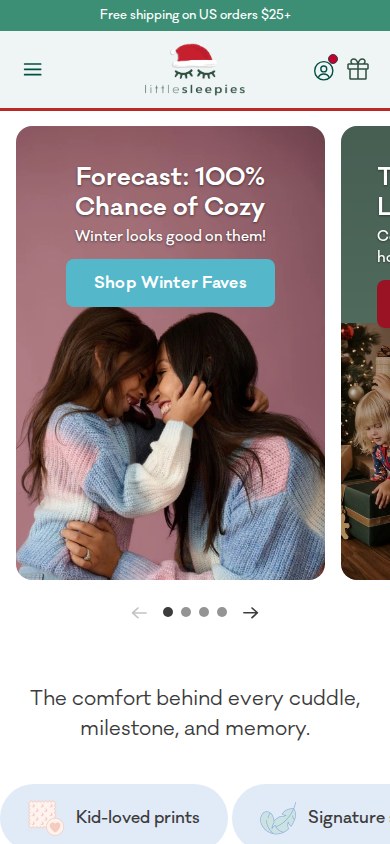 Free shipping on US orders $25+
littlesleepies
Forecast: 100%
Chance of Cozy
Winter looks good on them!
Shop Winter Faves
The comfort behind every cuddle,
milestone, and memory.
Kid-loved prints
Signature